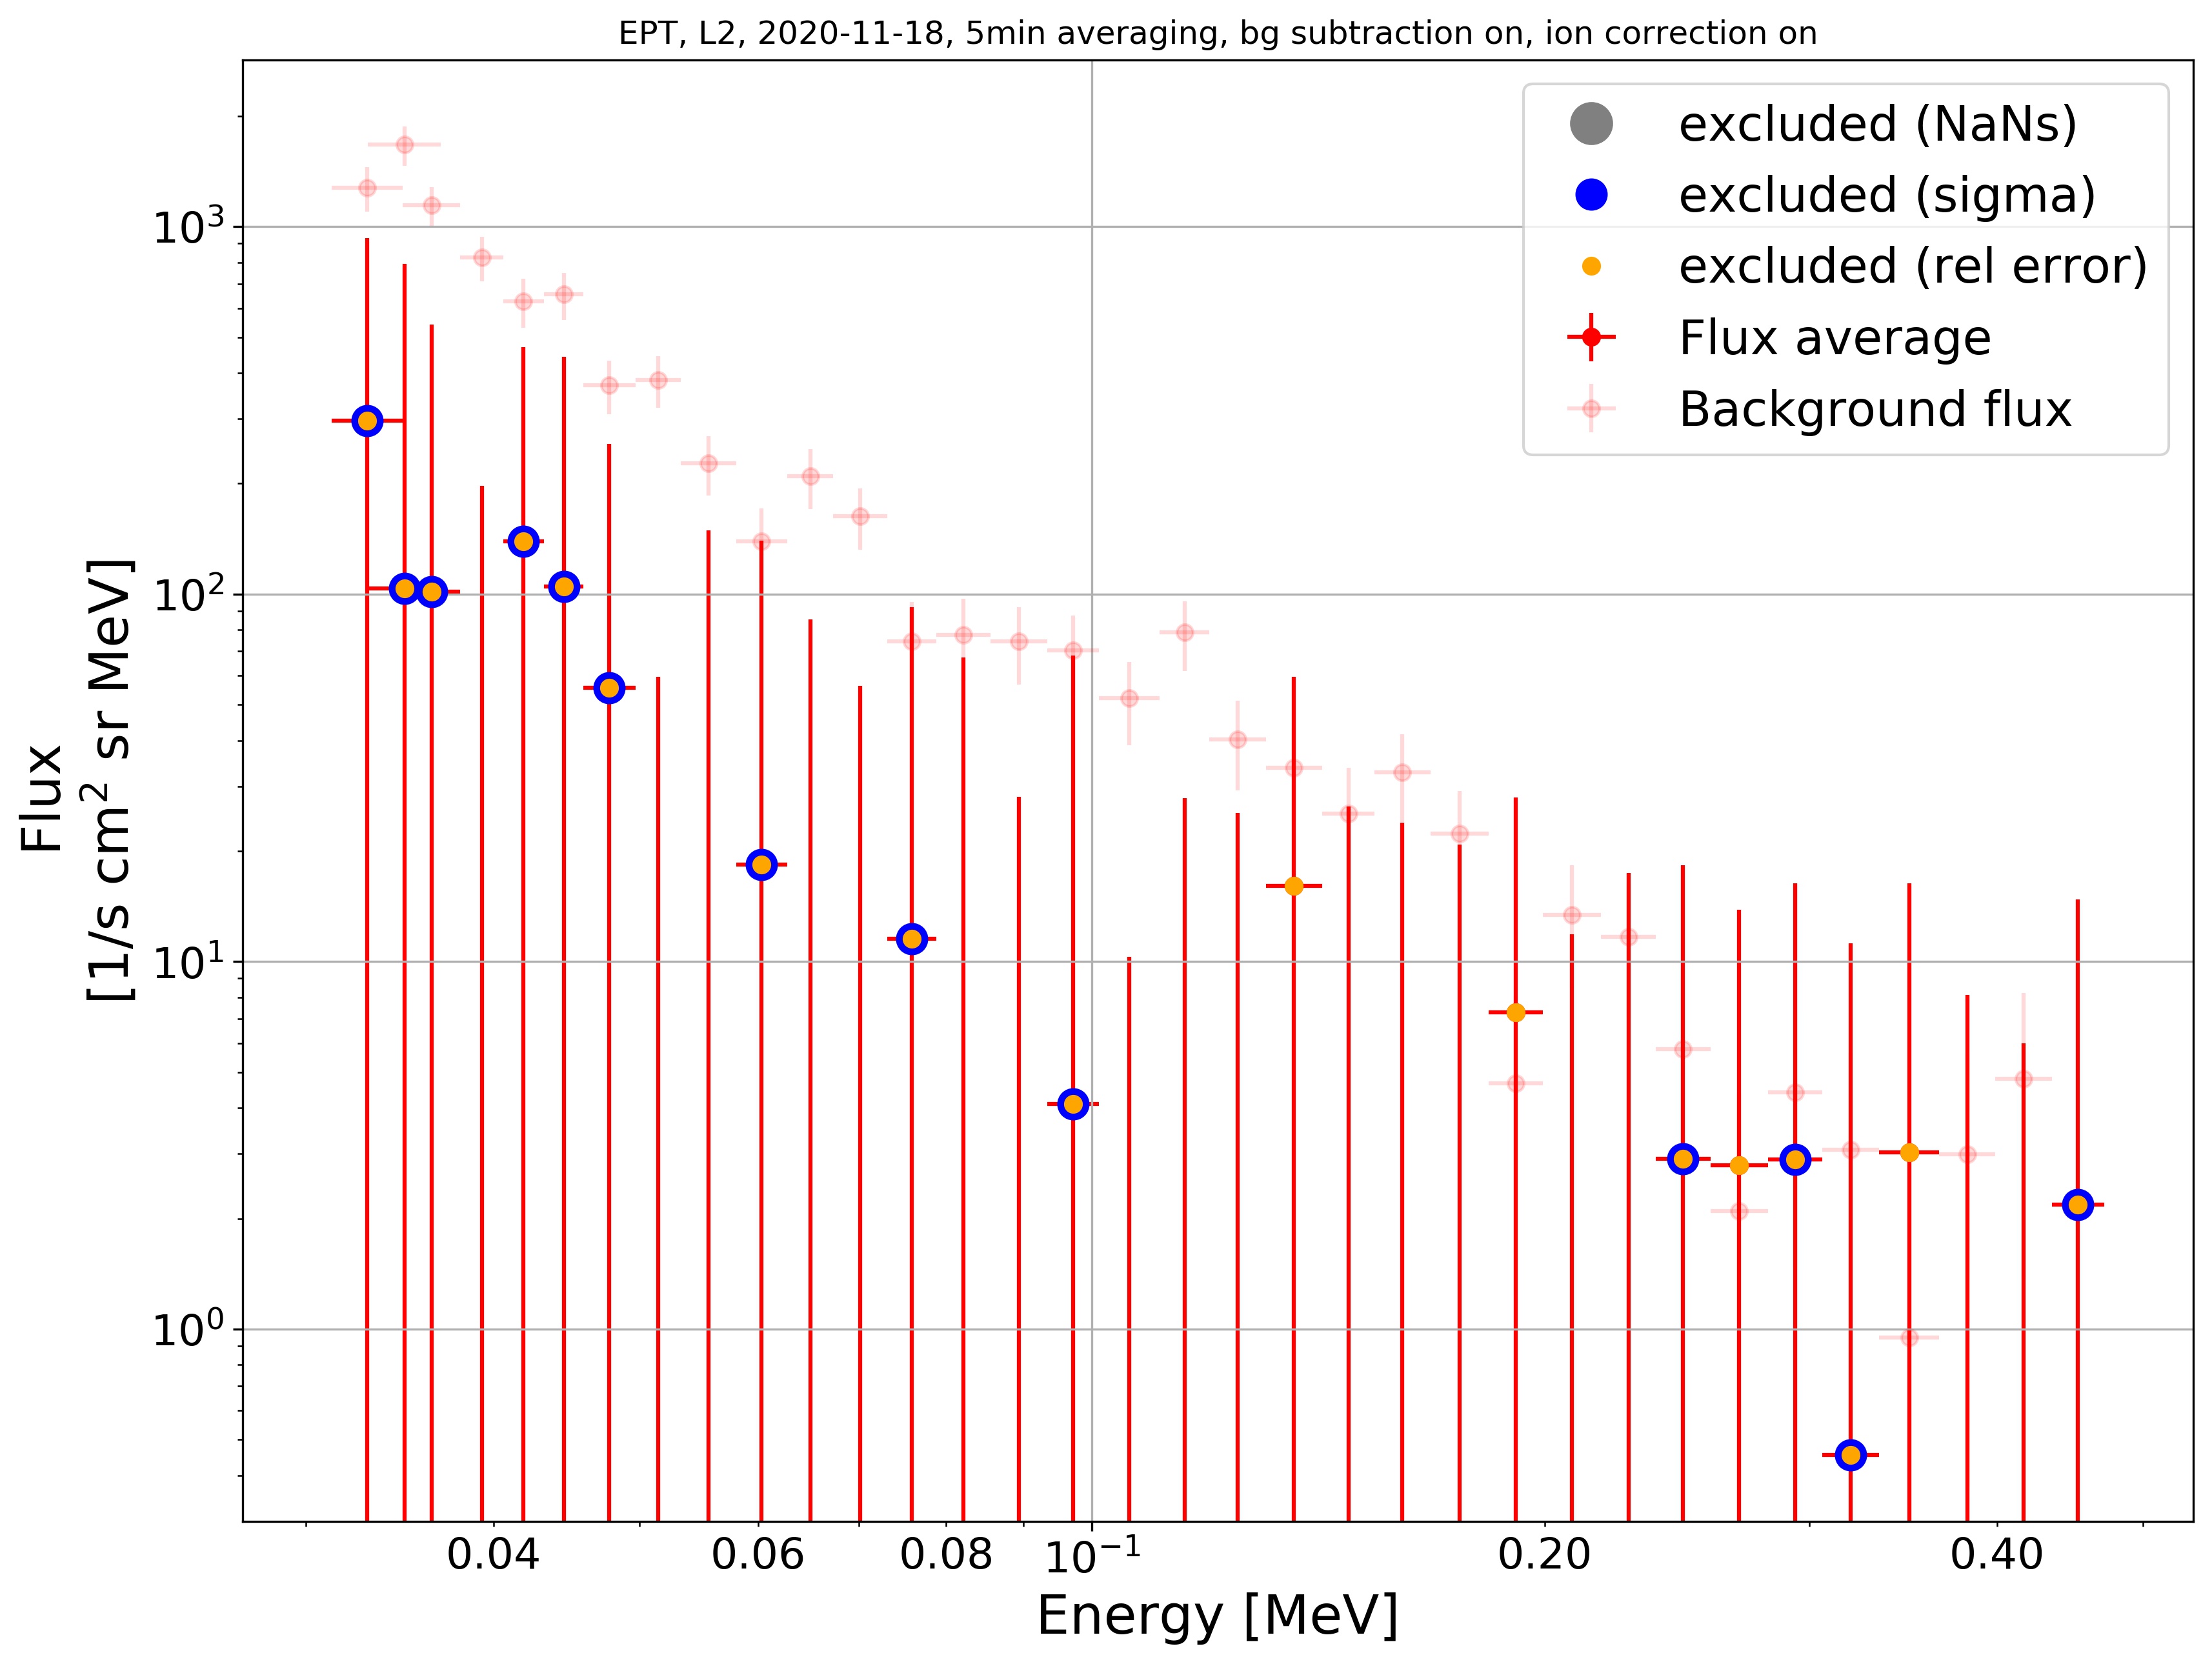 EPT, L2, 2020-11-18, 5min averaging, bg subtraction on, ion correction on
excluded (NaNs)
excluded (sigma)
excluded (rel error)
Flux average
Background flux
10³
10²
10¹
10⁰
Flux
[1/s cm² sr MeV]
0.04 0.06 0.08 10⁻¹ 0.20 0.40
Energy [MeV]